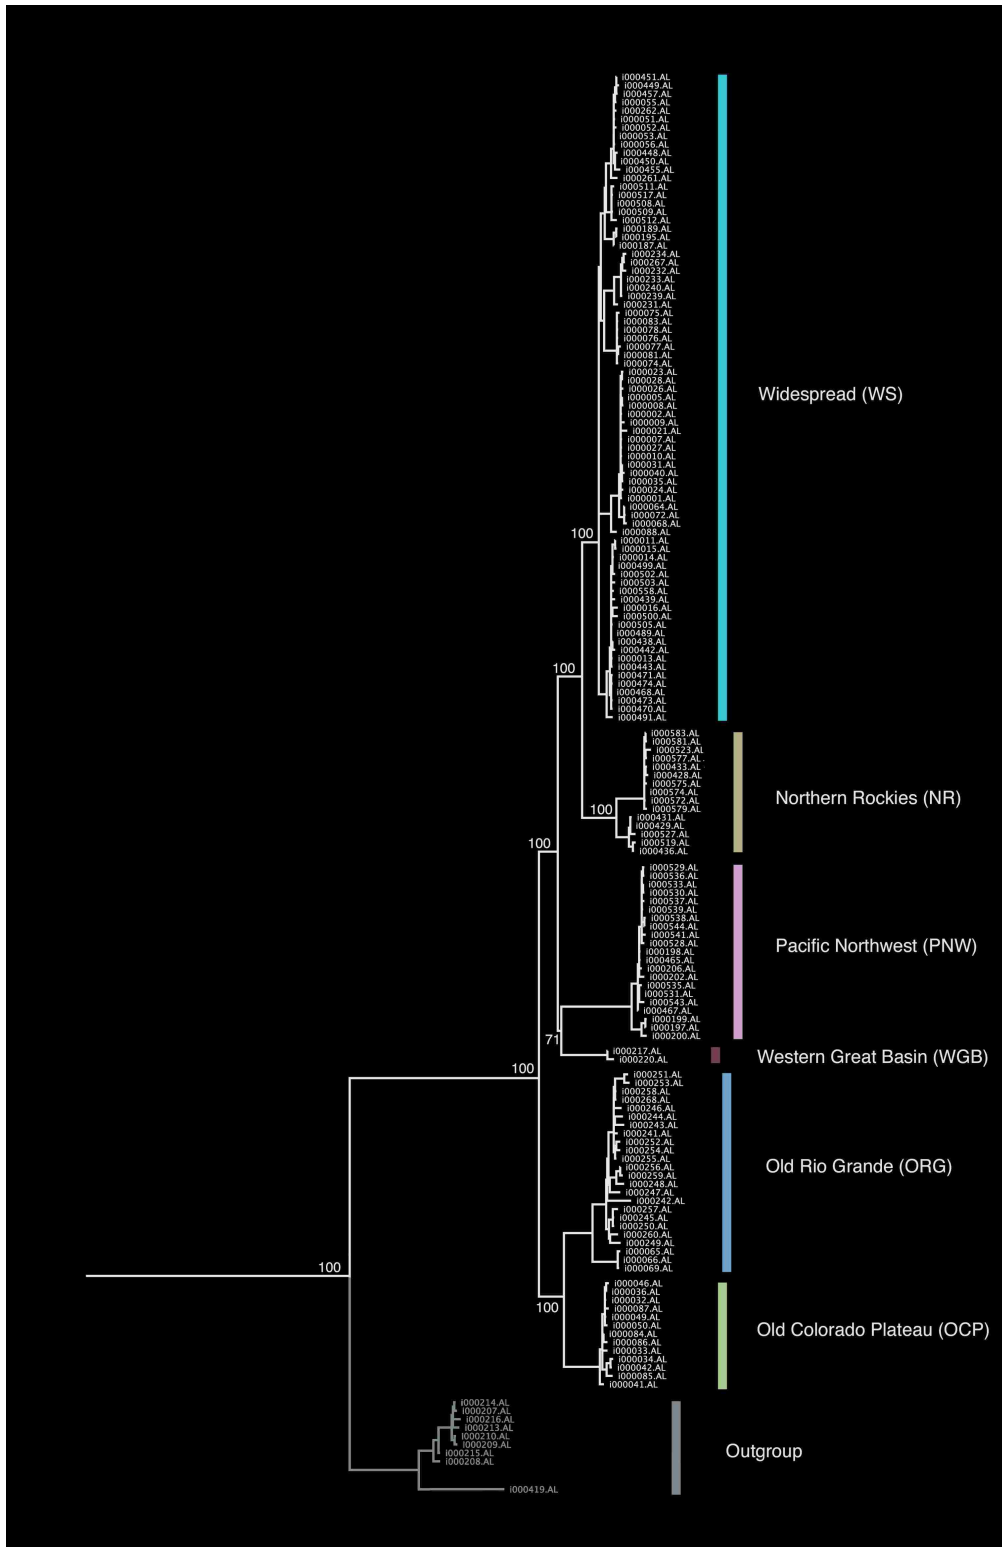 i000451.AL
i000449.AL
i000457.AL
i000055.AL
i000262.AL
i000051.AL
i000052.AL
i000053.AL
i000056.AL
i000448.AL
i000450.AL
i000455.AL
i000261.AL
i000511.AL
i000517.AL
i000508.AL
i000509.AL
i000512.AL
i000189.AL
i000195.AL
i000187.AL
i000234.AL
i000267.AL
i000232.AL
i000233.AL
i000240.AL
i000239.AL
i000231.AL
i000075.AL
i000083.AL
i000078.AL
i000076.AL
i000077.AL
i000081.AL
i000074.AL
i000023.AL
i000028.AL
i000026.AL
Widespread (WS)
i000005.AL
i000008.AL
i000002.AL
i000009.AL
i000021.AL
i000007.AL
i000027.AL
i000010.AL
i000031.AL
i000040.AL
i000035.AL
i000024.AL
i000001.AL
i000064.AL
i000072.AL
i000068.AL
i000088.AL
100
i000011.AL
i000015.AL
i000014.AL
i000499.AL
i000502.AL
i000503.AL
i000558.AL
i000439.AL
i000016.AL
i000500.AL
i000505.AL
i000489.AL
i000438.AL
i000442.AL
i000013.AL
i000443.AL
100
i000471.AL
i000474.AL
i000468.AL
i000473.AL
i000470.AL
i000491.AL
i000583.AL
i000581.AL
i000523.AL
i000577.AL
i000433.AL
i000428.AL
i000575.AL
i000574.AL
Northern Rockies (NR)
i000572.AL
100
i000579.AL
i000431.AL
i000429.AL
i000527.AL
100
i000519.AL
i000436.AL
i000529.AL
i000536.AL
i000533.AL
i000530.AL
i000537.AL
i000539.AL
i000538.AL
i000544.AL
i000541.AL
Pacific Northwest (PNW)
i000528.AL
i000198.AL
i000465.AL
i000206.AL
i000202.AL
i000535.AL
i000531.AL
i000543.AL
i000467.AL
i000199.AL
i000197.AL
i000200.AL
71
i000217.AL
Western Great Basin (WGB)
i000220.AL
100
i000251.AL
i000253.AL
i000258.AL
i000268.AL
i000246.AL
i000244.AL
i000243.AL
i000241.AL
i000252.AL
i000254.AL
i000255.AL
Old Rio Grande (ORG)
i000256.AL
i000259.AL
i000248.AL
i000247.AL
i000242.AL
i000257.AL
i000245.AL
i000250.AL
i000260.AL
i000249.AL
i000065.AL
i000066.AL
i000069.AL
100
i000046.AL
i000036.AL
i000032.AL
i000087.AL
100
i000049.AL
i000050.AL
Old Colorado Plateau (OCP)
i000084.AL
i000086.AL
i000033.AL
i000034.AL
i000042.AL
i000085.AL
i000041.AL
i000214.AL
i000207.AL
i000216.AL
i000213.AL
i000210.AL
i000209.AL
Outgroup
i000215.AL
i000208.AL
i000419.AL